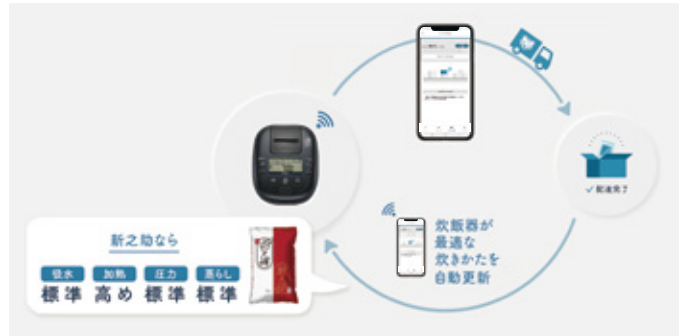 配達完了
炊飯器が
最適な
炊きかたを
自動更新
新之助なら
吸水 加熱 圧力 蒸らし
標準 高め 標準 標準